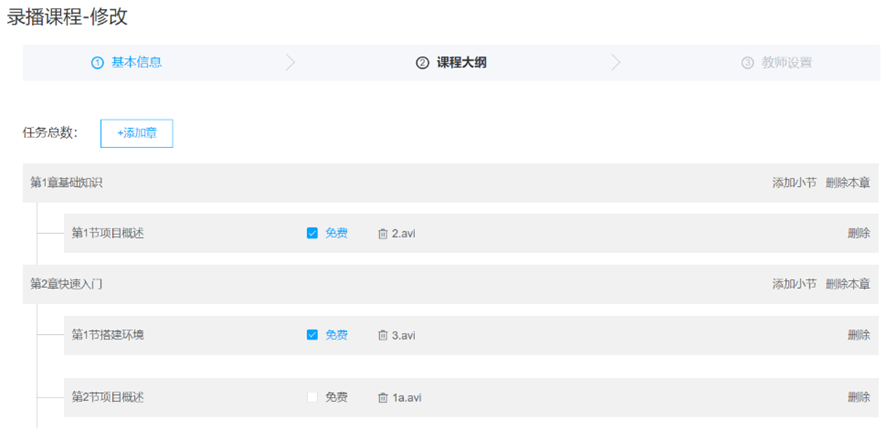 录播课程-修改
① 基本信息 ② 课程大纲 ③ 教师设置
任务总数： +添加章
第1章基础知识 添加小节 删除本章
第1节项目概述 免费 2.avi 删除
第2章快速入门 添加小节 删除本章
第1节搭建环境 免费 3.avi 删除
第2节项目概述 免费 1a.avi 删除